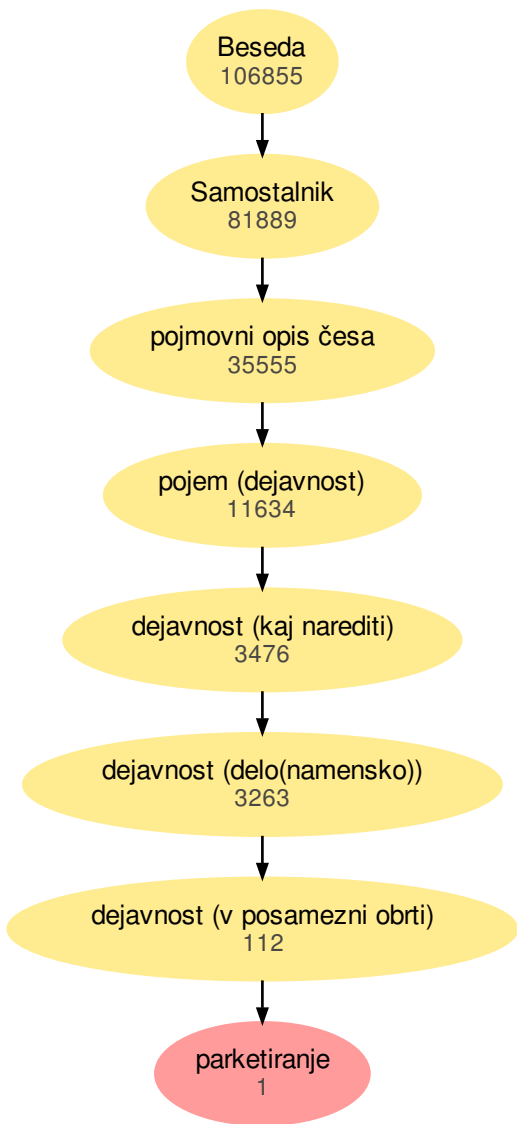 Beseda
106855
Samostalnik
81889
pojmovni opis česa
35555
pojem (dejavnost)
11634
dejavnost (kaj narediti)
3476
dejavnost (delo(namensko))
3263
dejavnost (v posamezni obrti)
112
parketiranje
1